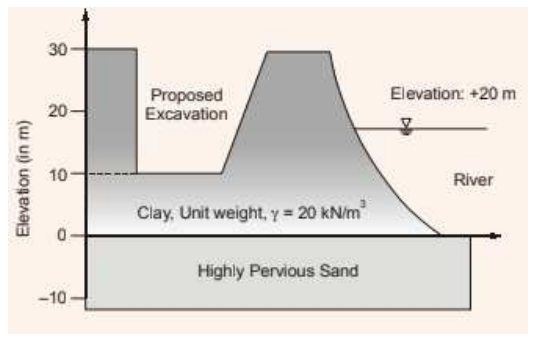 30
20
10
0
–10
Elevation (in m)
Proposed
Excavation
Elevation: +20 m
River
Clay, Unit weight, γ = 20 kN/m³
Highly Pervious Sand